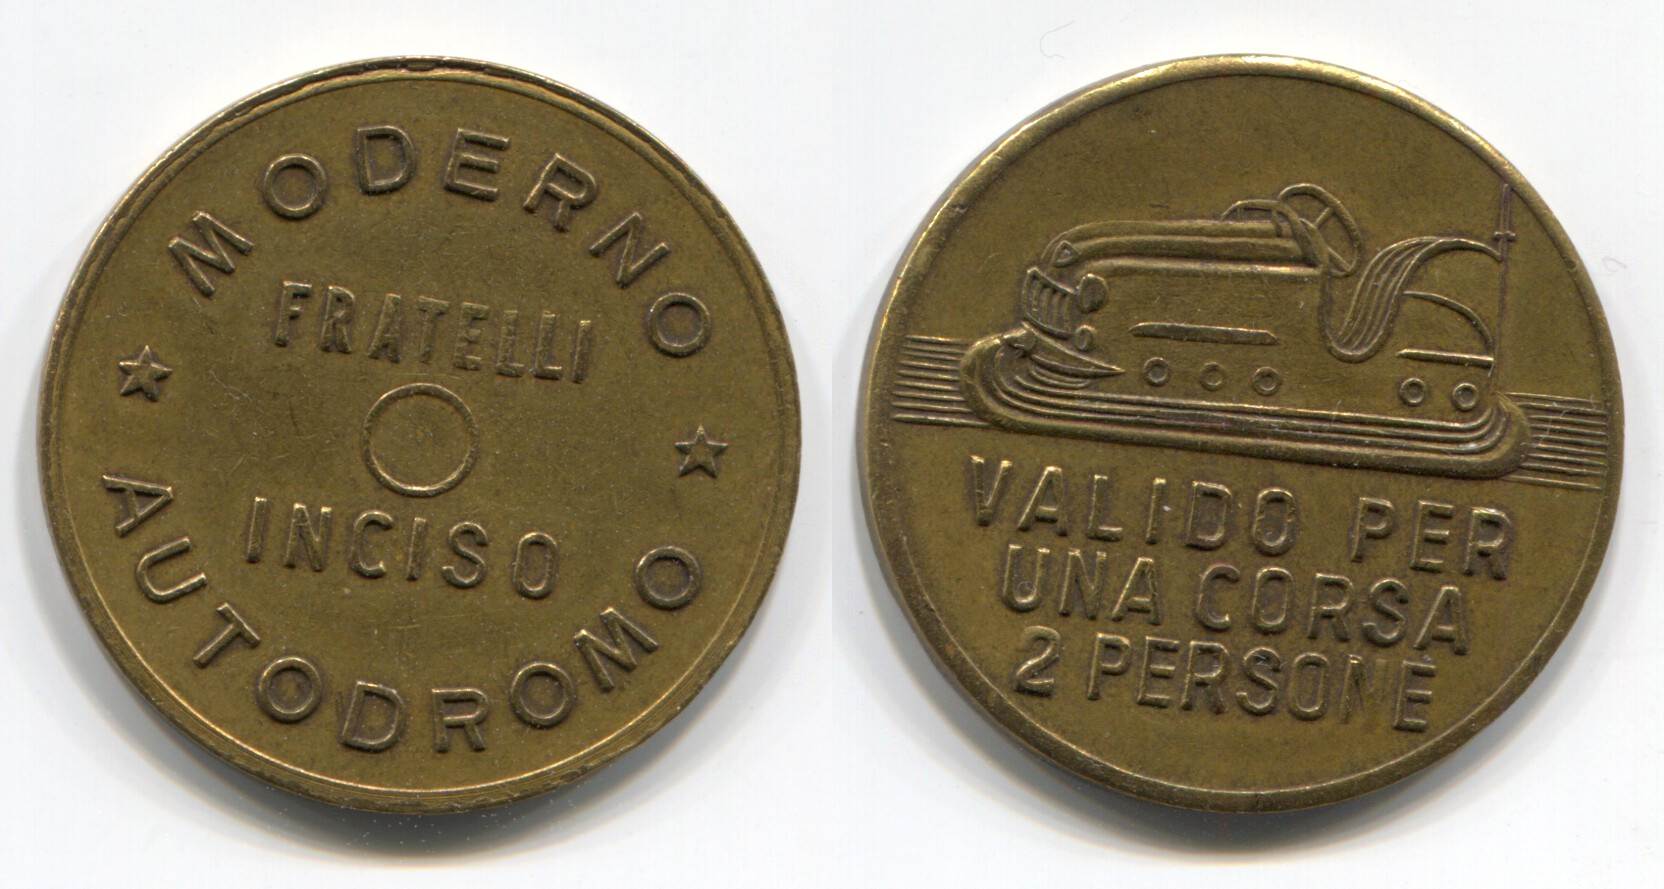 MODERNO
FRATELLI
INCISO
AUTODROMO
VALIDO PER
UNA CORSA
2 PERSONE